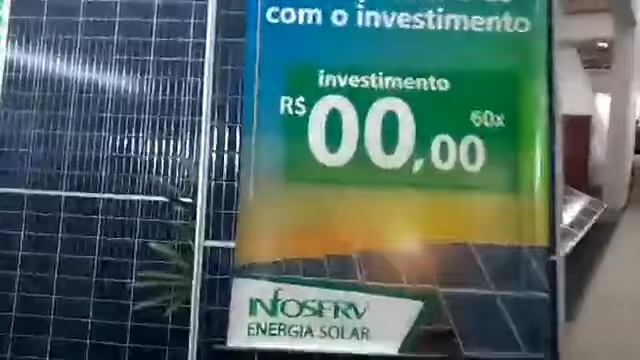 com o investimento
investimento
R$ 00,00 60x
INFOSERV
ENERGIA SOLAR